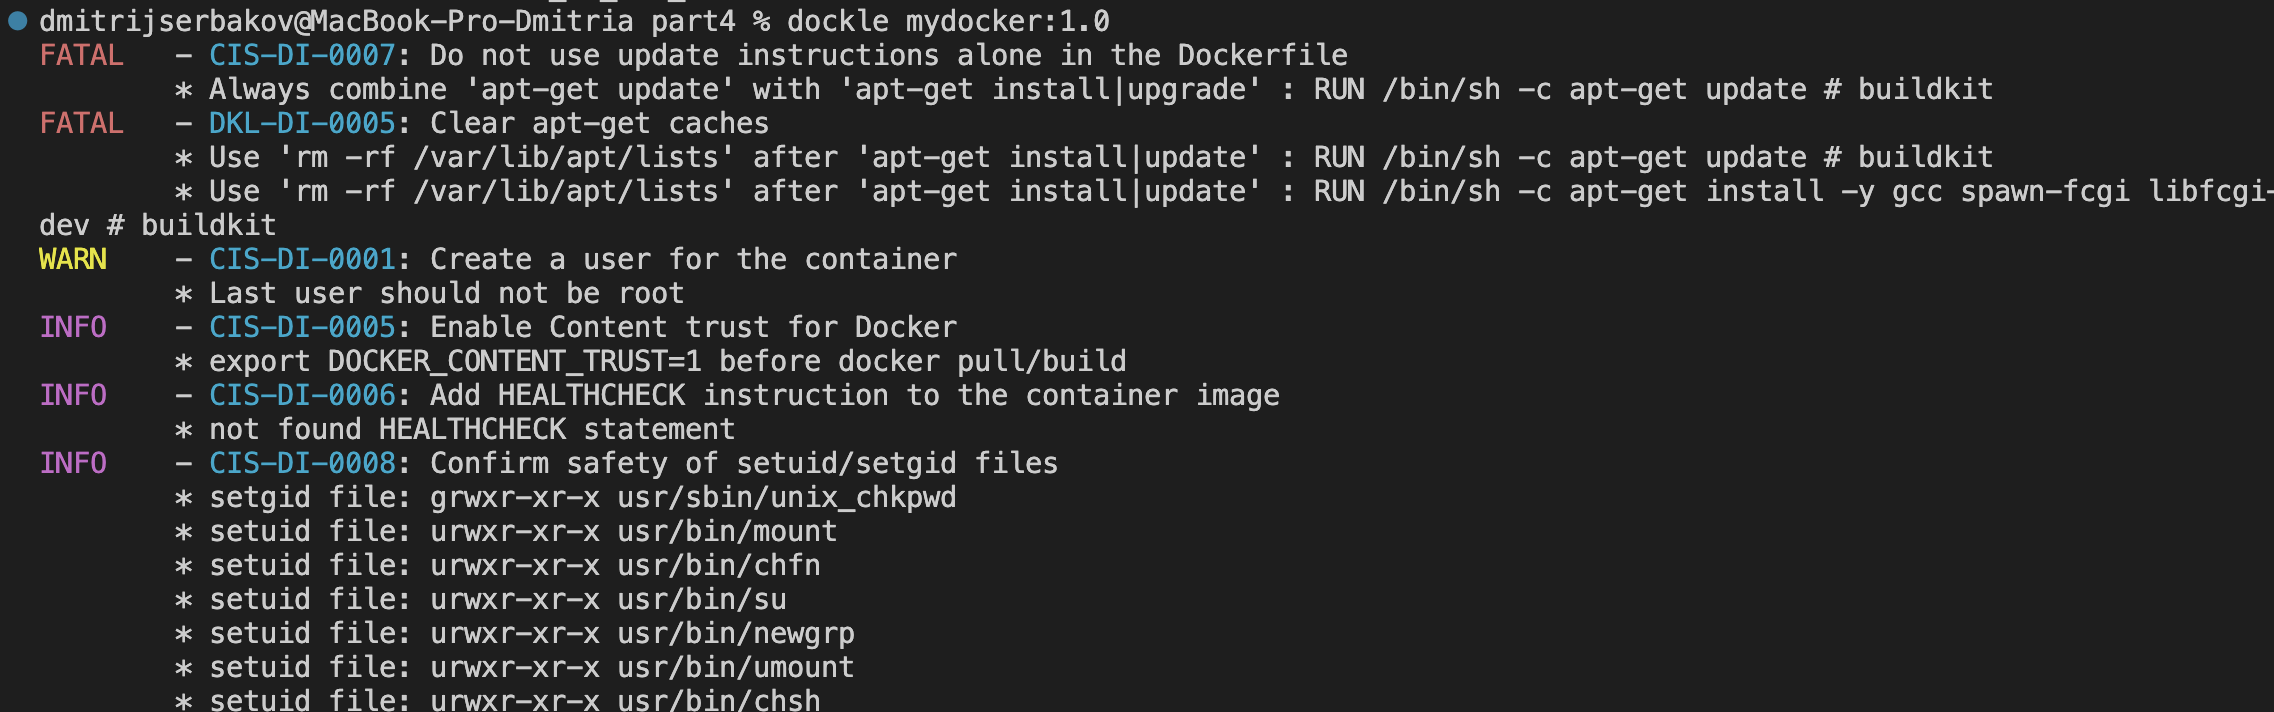 dmitrijserbakov@MacBook-Pro-Dmitria part4 % dockle mydocker:1.0
FATAL - CIS-DI-0007: Do not use update instructions alone in the Dockerfile
* Always combine 'apt-get update' with 'apt-get install|upgrade' : RUN /bin/sh -c apt-get update # buildkit
FATAL - DKL-DI-0005: Clear apt-get caches
* Use 'rm -rf /var/lib/apt/lists' after 'apt-get install|update' : RUN /bin/sh -c apt-get update # buildkit
* Use 'rm -rf /var/lib/apt/lists' after 'apt-get install|update' : RUN /bin/sh -c apt-get install -y gcc spawn-fcgi libfcgi-
dev # buildkit
WARN - CIS-DI-0001: Create a user for the container
* Last user should not be root
INFO - CIS-DI-0005: Enable Content trust for Docker
* export DOCKER_CONTENT_TRUST=1 before docker pull/build
INFO - CIS-DI-0006: Add HEALTHCHECK instruction to the container image
* not found HEALTHCHECK statement
INFO - CIS-DI-0008: Confirm safety of setuid/setgid files
* setgid file: grwxr-xr-x usr/sbin/unix_chkpwd
* setuid file: urwxr-xr-x usr/bin/mount
* setuid file: urwxr-xr-x usr/bin/chfn
* setuid file: urwxr-xr-x usr/bin/su
* setuid file: urwxr-xr-x usr/bin/newgrp
* setuid file: urwxr-xr-x usr/bin/umount
* setuid file: urwxr-xr-x usr/bin/chsh